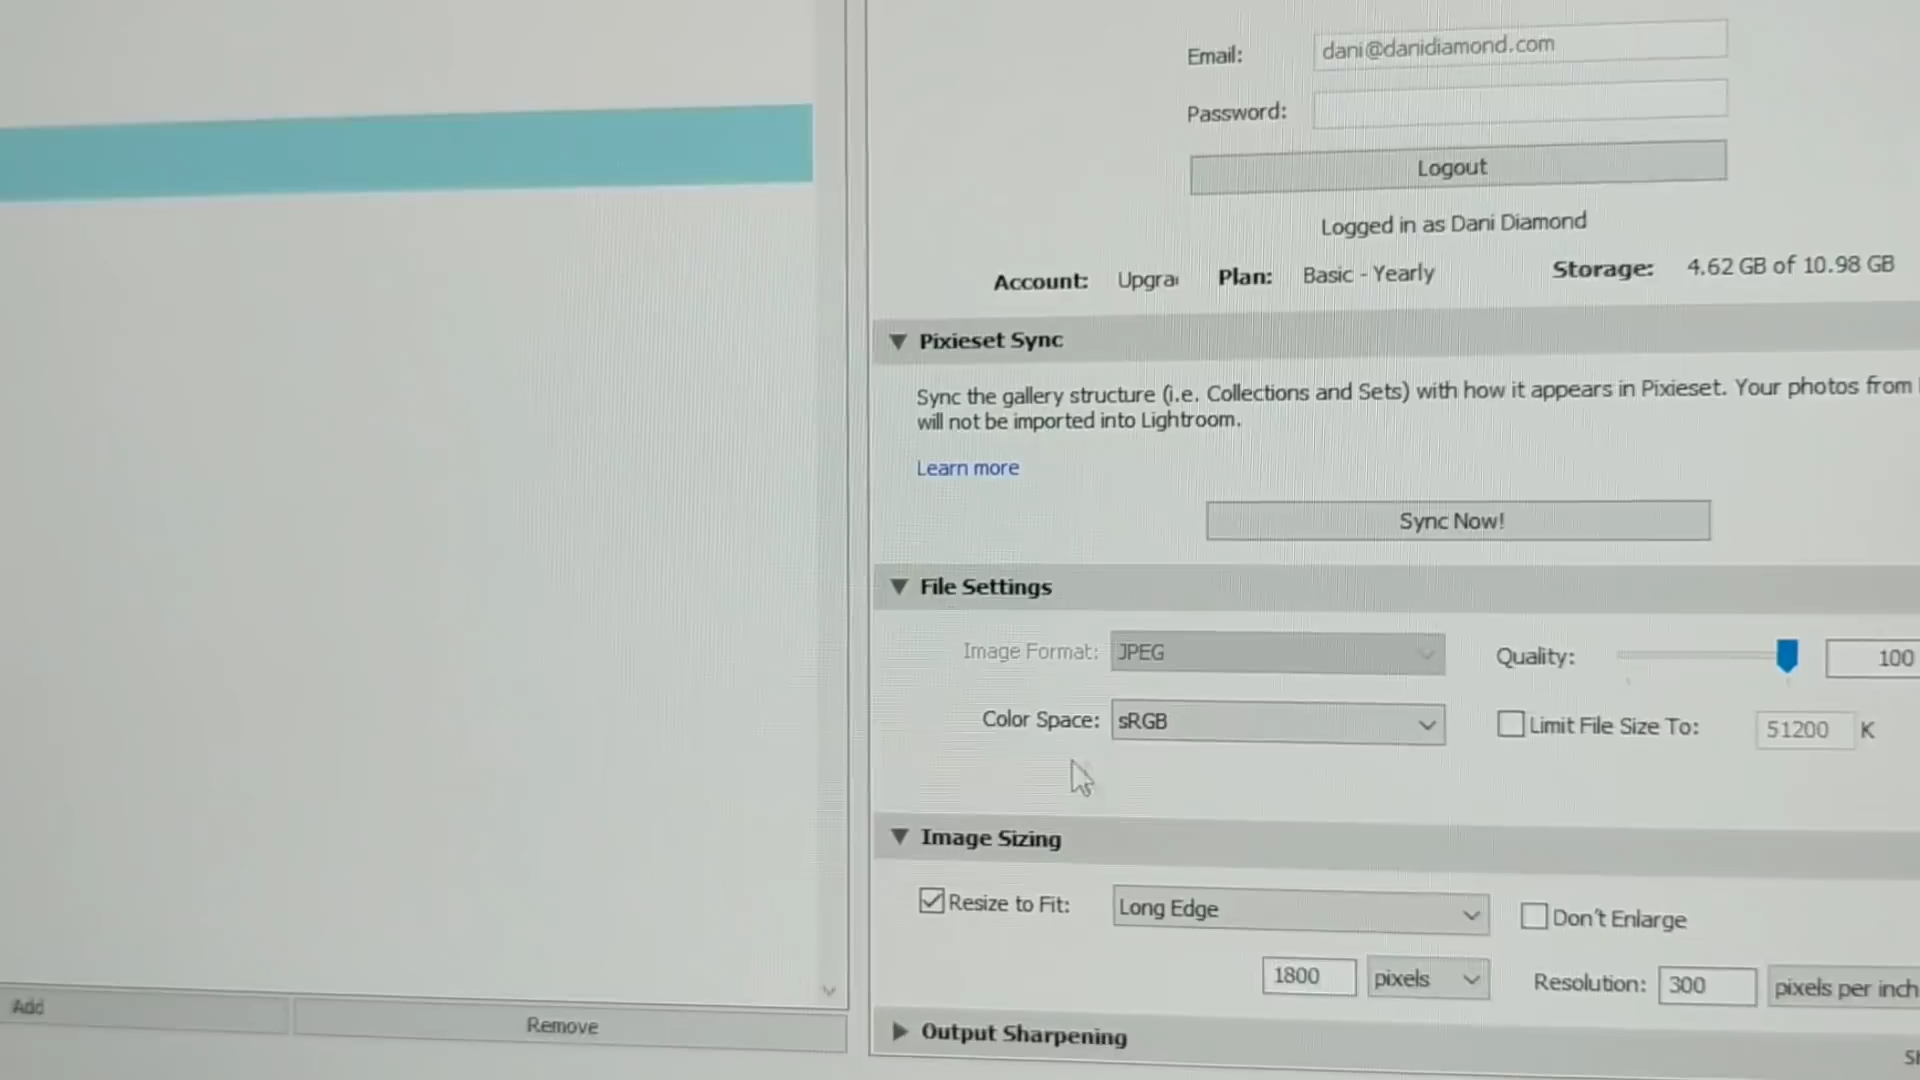 Email: dani@danidiamond.com
Password:
Logout
Logged in as Dani Diamond
Account: Upgra Plan: Basic - Yearly Storage: 4.62 GB of 10.98 GB
Pixieset Sync
Sync the gallery structure (i.e. Collections and Sets) with how it appears in Pixieset. Your photos from
will not be imported into Lightroom.
Learn more
Sync Now!
File Settings
Image Format: JPEG Quality: 100
Color Space: sRGB Limit File Size To: 51200 K
Image Sizing
Resize to Fit: Long Edge Don't Enlarge
1800 pixels Resolution: 300 pixels per inch
Add Remove
Output Sharpening